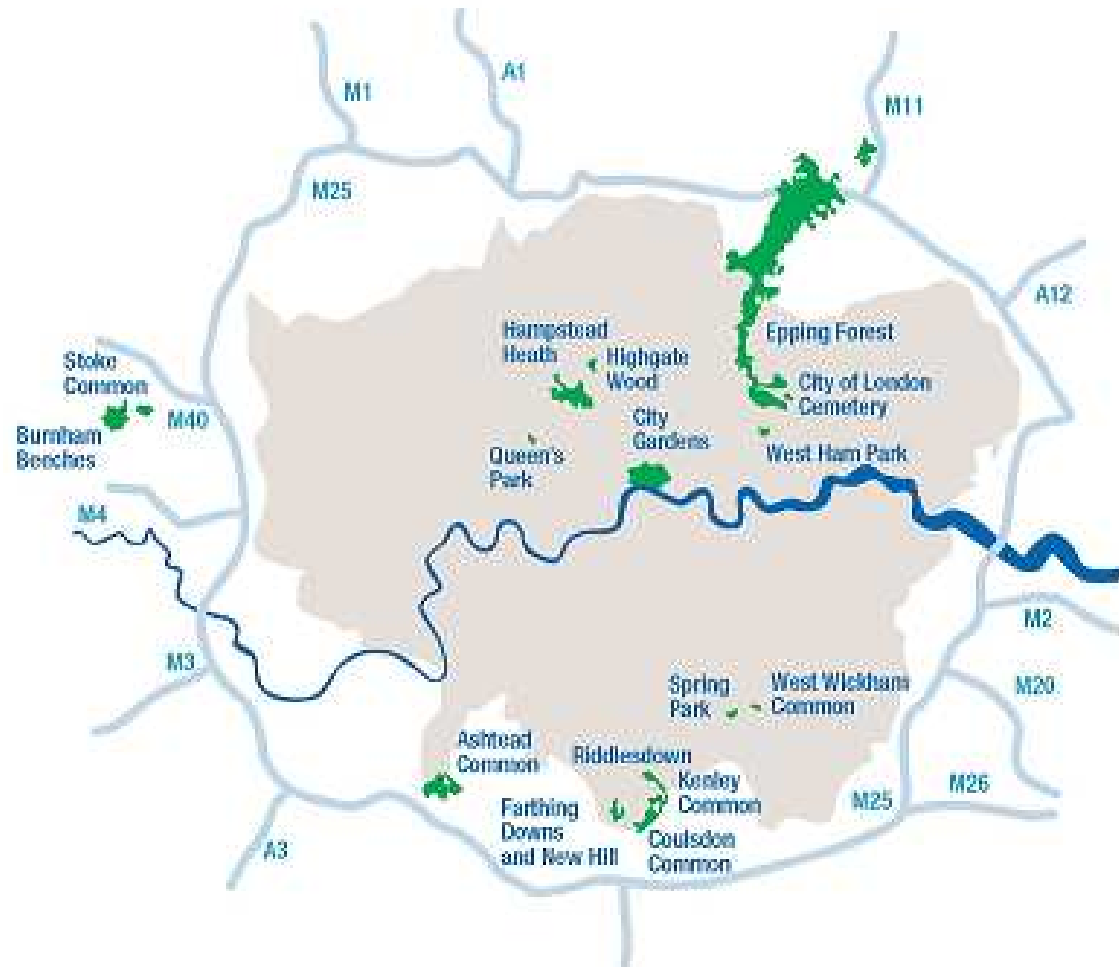 A1
M1
M11
M25
A12
Hampstead
Heath
Highgate
Wood
Epping Forest
Stoke
Common
M40
City of London
Cemetery
Burnham
Beeches
City
Gardens
Queen's
Park
West Ham Park
M4
M2
M3
Spring
Park
West Wickham
Common
M20
Ashtead
Common
Riddlesdown
Kenley
Common
M25
M26
Farthing
Downs
and New Hill
Coulsdon
Common
A3